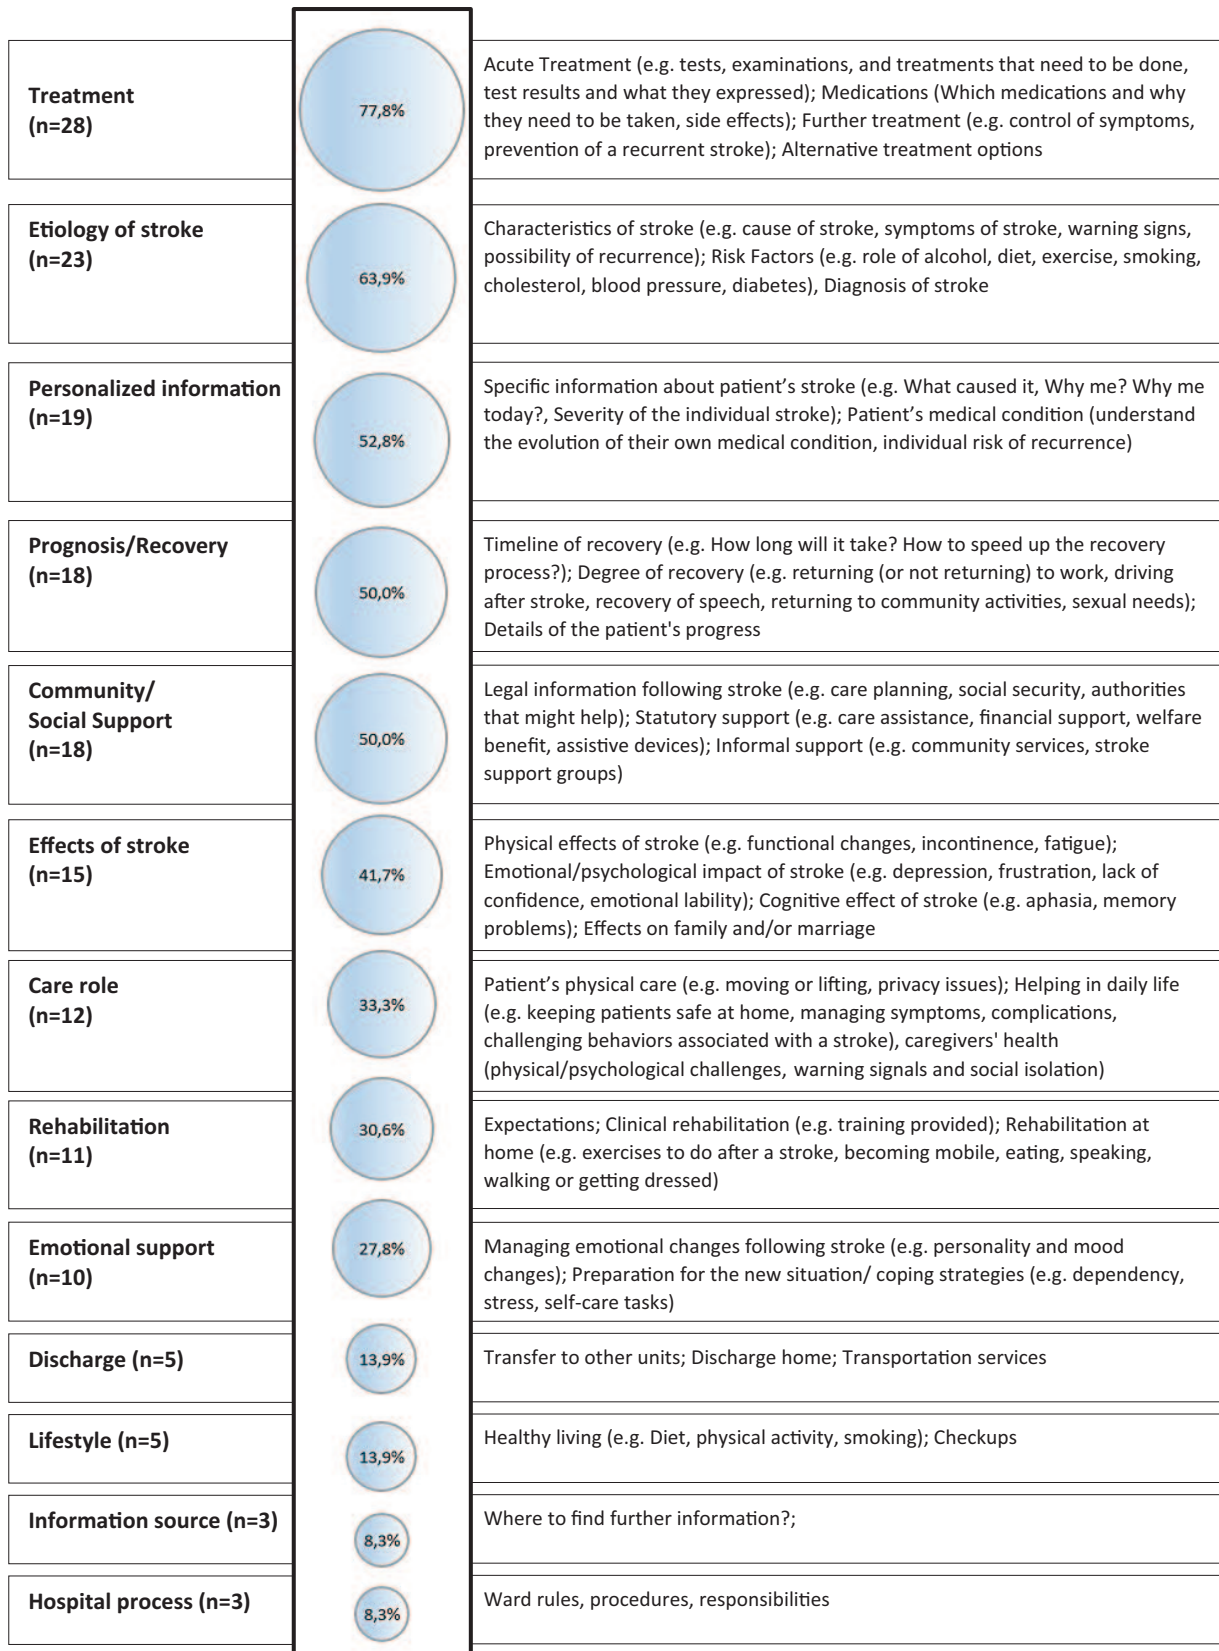 Treatment
(n=28)
77,8%
Acute Treatment (e.g. tests, examinations, and treatments that need to be done,
test results and what they expressed); Medications (Which medications and why
they need to be taken, side effects); Further treatment (e.g. control of symptoms,
prevention of a recurrent stroke); Alternative treatment options
Etiology of stroke
(n=23)
63,9%
Characteristics of stroke (e.g. cause of stroke, symptoms of stroke, warning signs,
possibility of recurrence); Risk Factors (e.g. role of alcohol, diet, exercise, smoking,
cholesterol, blood pressure, diabetes), Diagnosis of stroke
Personalized information
(n=19)
52,8%
Specific information about patient’s stroke (e.g. What caused it, Why me? Why me
today?, Severity of the individual stroke); Patient’s medical condition (understand
the evolution of their own medical condition, individual risk of recurrence)
Prognosis/Recovery
(n=18)
50,0%
Timeline of recovery (e.g. How long will it take? How to speed up the recovery
process?); Degree of recovery (e.g. returning (or not returning) to work, driving
after stroke, recovery of speech, returning to community activities, sexual needs);
Details of the patient's progress
Community/
Social Support
(n=18)
50,0%
Legal information following stroke (e.g. care planning, social security, authorities
that might help); Statutory support (e.g. care assistance, financial support, welfare
benefit, assistive devices); Informal support (e.g. community services, stroke
support groups)
Effects of stroke
(n=15)
41,7%
Physical effects of stroke (e.g. functional changes, incontinence, fatigue);
Emotional/psychological impact of stroke (e.g. depression, frustration, lack of
confidence, emotional lability); Cognitive effect of stroke (e.g. aphasia, memory
problems); Effects on family and/or marriage
Care role
(n=12)
33,3%
Patient’s physical care (e.g. moving or lifting, privacy issues); Helping in daily life
(e.g. keeping patients safe at home, managing symptoms, complications,
challenging behaviors associated with a stroke), caregivers' health
(physical/psychological challenges, warning signals and social isolation)
Rehabilitation
(n=11)
30,6%
Expectations; Clinical rehabilitation (e.g. training provided); Rehabilitation at
home (e.g. exercises to do after a stroke, becoming mobile, eating, speaking,
walking or getting dressed)
Emotional support
(n=10)
27,8%
Managing emotional changes following stroke (e.g. personality and mood
changes); Preparation for the new situation/ coping strategies (e.g. dependency,
stress, self-care tasks)
Discharge (n=5)
13,9%
Transfer to other units; Discharge home; Transportation services
Lifestyle (n=5)
13,9%
Healthy living (e.g. Diet, physical activity, smoking); Checkups
Information source (n=3)
8,3%
Where to find further information?;
Hospital process (n=3)
8,3%
Ward rules, procedures, responsibilities